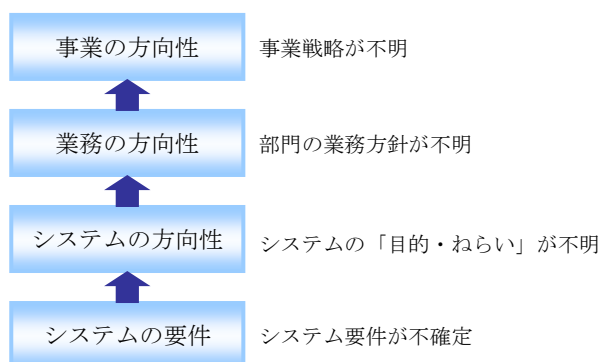 事業の方向性 事業戦略が不明
業務の方向性 部門の業務方針が不明
システムの方向性 システムの「目的・ねらい」が不明
システムの要件 システム要件が不確定